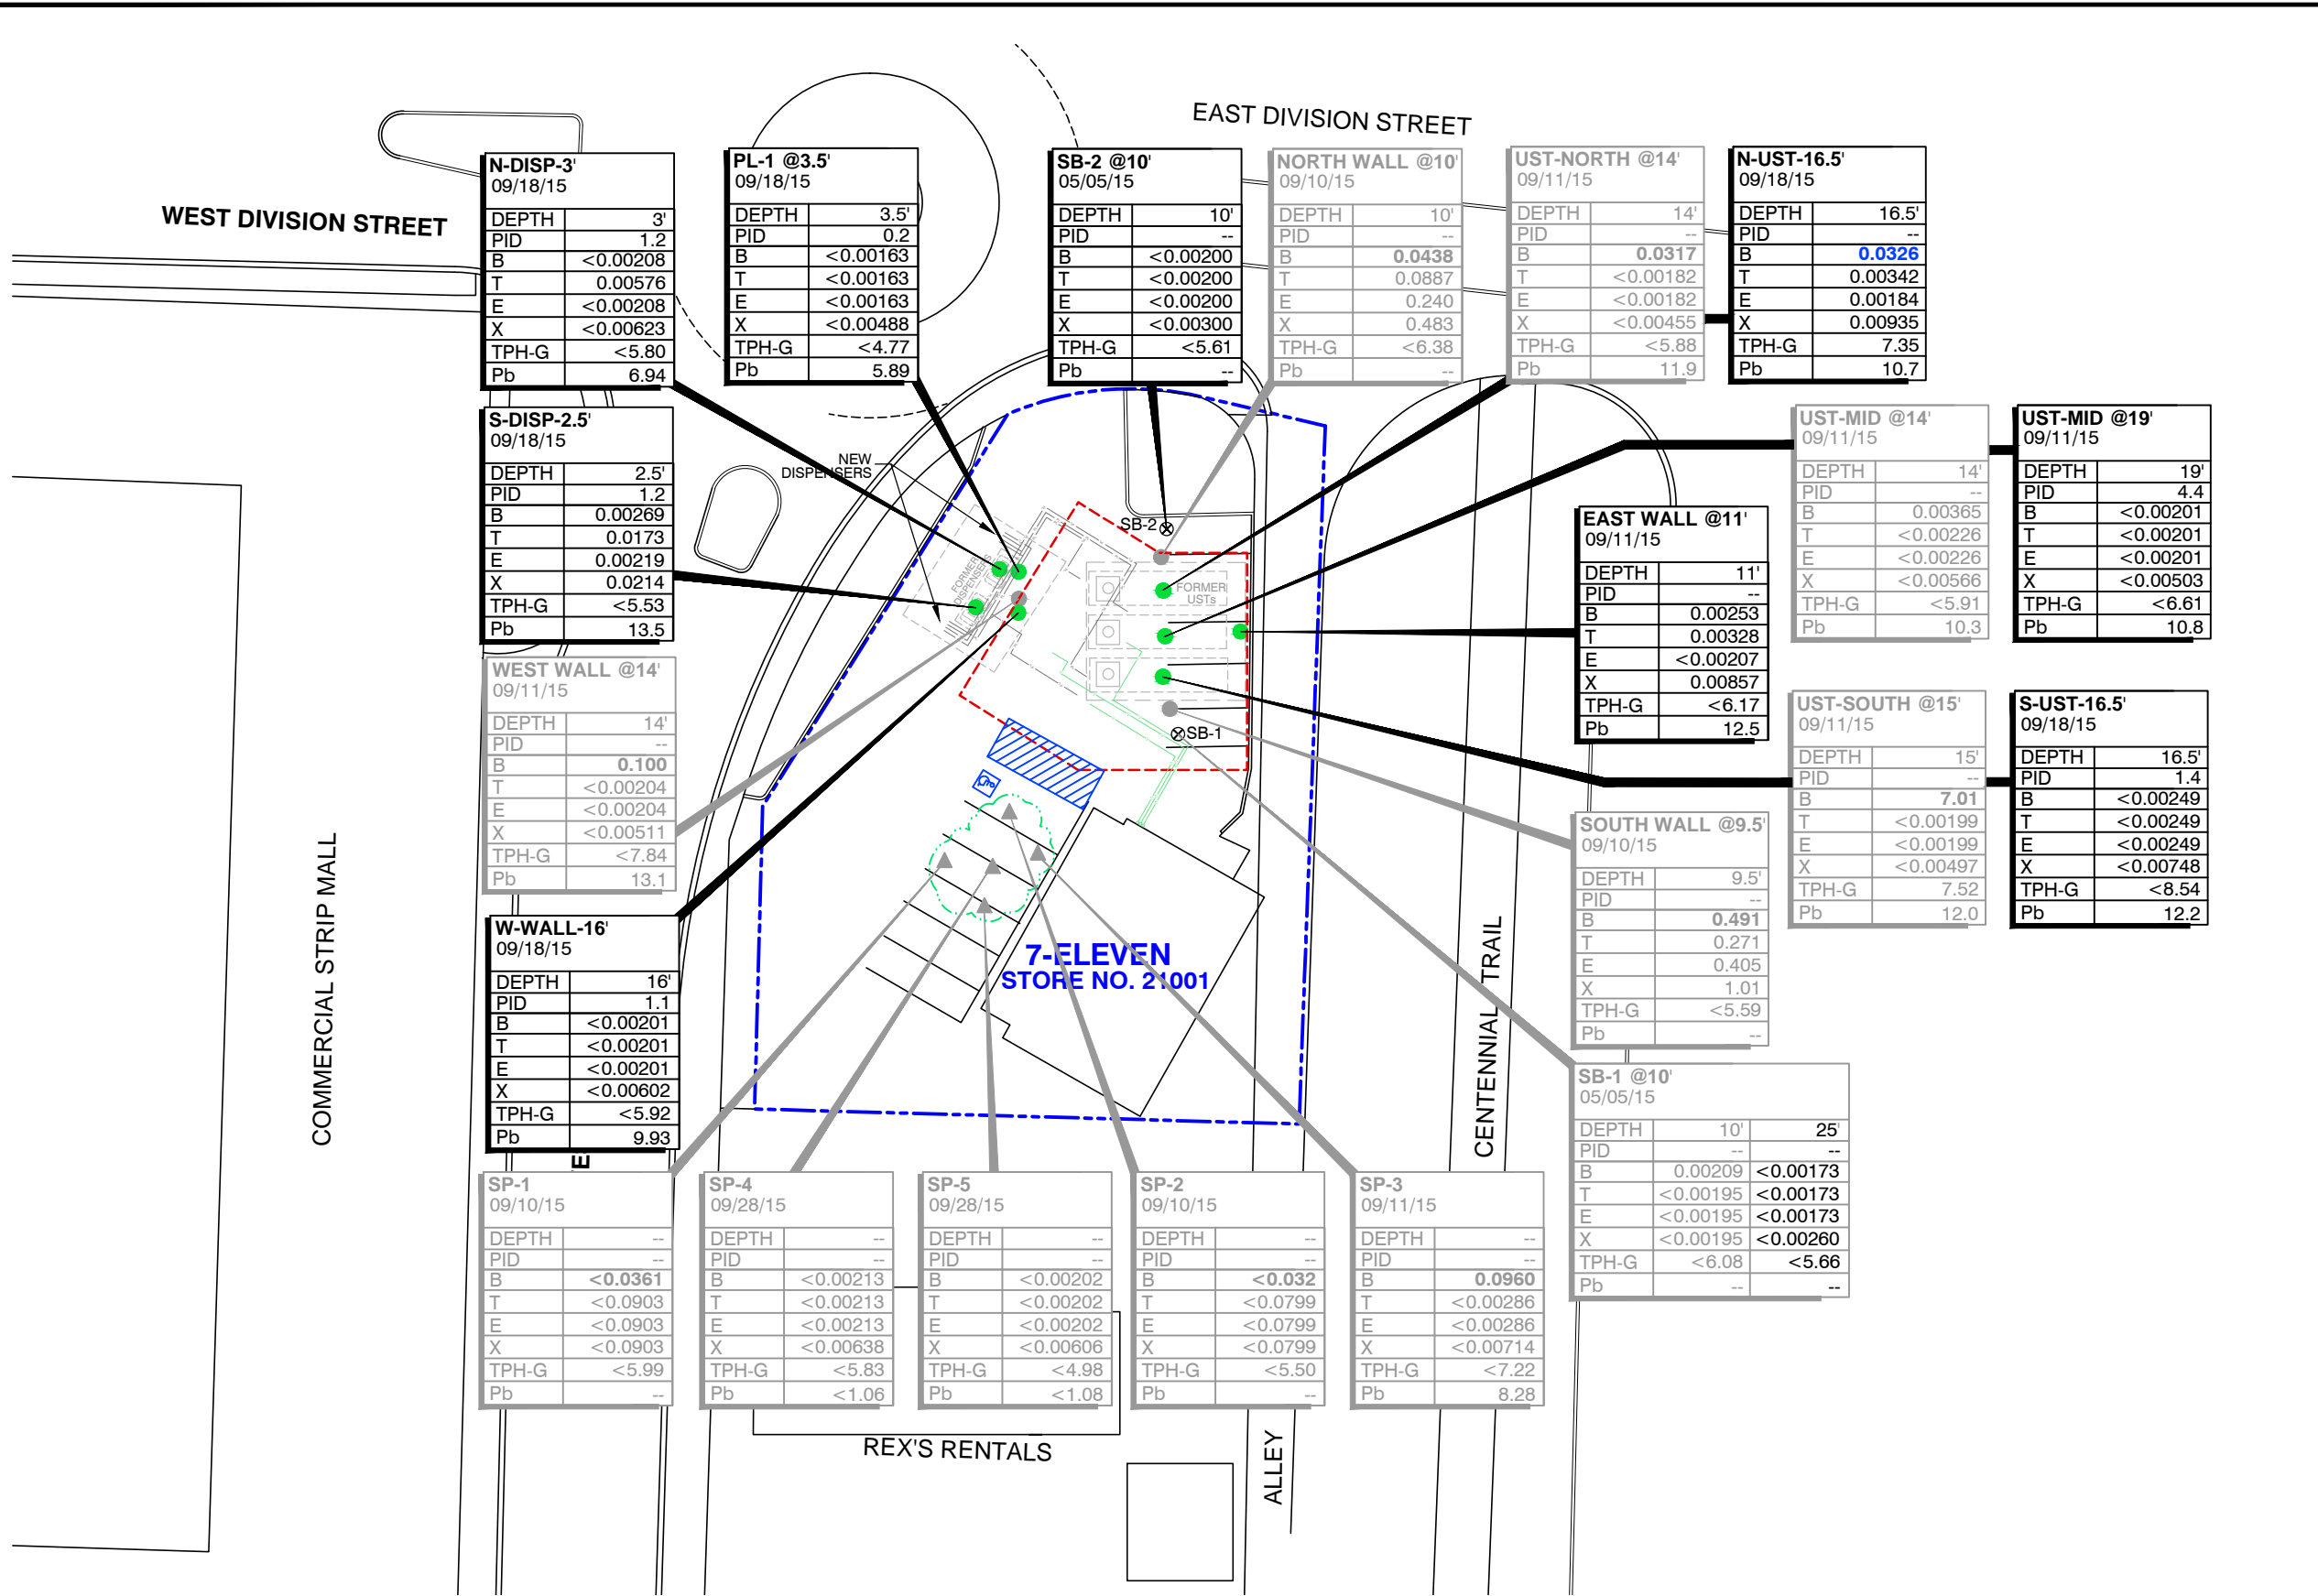 EAST DIVISION STREET
WEST DIVISION STREET
N-DISP-3'
09/18/15
DEPTH 3'
PID 1.2
B <0.00208
T 0.00576
E <0.00208
X <0.00623
TPH-G <5.80
Pb 6.94
PL-1 @3.5'
09/18/15
DEPTH 3.5'
PID 0.2
B <0.00163
T <0.00163
E <0.00163
X <0.00488
TPH-G <4.77
Pb 5.89
SB-2 @10'
05/05/15
DEPTH 10'
PID --
B <0.00200
T <0.00200
E <0.00200
X <0.00300
TPH-G <5.61
Pb --
NORTH WALL @10'
09/10/15
DEPTH 10'
PID --
B 0.0438
T 0.0887
E 0.240
X 0.483
TPH-G <6.38
Pb --
UST-NORTH @14'
09/11/15
DEPTH 14'
PID --
B 0.0317
T <0.00182
E <0.00182
X <0.00455
TPH-G <5.88
Pb 11.9
N-UST-16.5'
09/18/15
DEPTH 16.5'
PID --
B 0.0326
T 0.00342
E 0.00184
X 0.00935
TPH-G 7.35
Pb 10.7
S-DISP-2.5'
09/18/15
DEPTH 2.5'
PID 1.2
B 0.00269
T 0.0173
E 0.00219
X 0.0214
TPH-G <5.53
Pb 13.5
NEW
DISPENSERS
SB-2
FORMER
DISPENSERS
FORMER
USTs
SB-1
UST-MID @14'
09/11/15
DEPTH 14'
PID --
B 0.00365
T <0.00226
E <0.00226
X <0.00566
TPH-G <5.91
Pb 10.3
UST-MID @19'
09/11/15
DEPTH 19'
PID 4.4
B <0.00201
T <0.00201
E <0.00201
X <0.00503
TPH-G <6.61
Pb 10.8
EAST WALL @11'
09/11/15
DEPTH 11'
PID --
B 0.00253
T 0.00328
E <0.00207
X 0.00857
TPH-G <6.17
Pb 12.5
WEST WALL @14'
09/11/15
DEPTH 14'
PID --
B 0.100
T <0.00204
E <0.00204
X <0.00511
TPH-G <7.84
Pb 13.1
UST-SOUTH @15'
09/11/15
DEPTH 15'
PID --
B 7.01
T <0.00199
E <0.00199
X <0.00497
TPH-G 7.52
Pb 12.0
S-UST-16.5'
09/18/15
DEPTH 16.5'
PID 1.4
B <0.00249
T <0.00249
E <0.00249
X <0.00748
TPH-G <8.54
Pb 12.2
SOUTH WALL @9.5'
09/10/15
DEPTH 9.5'
PID --
B 0.491
T 0.271
E 0.405
X 1.01
TPH-G <5.59
Pb --
COMMERCIAL STRIP MALL
W-WALL-16'
09/18/15
DEPTH 16'
PID 1.1
B <0.00201
T <0.00201
E <0.00201
X <0.00602
TPH-G <5.92
Pb 9.93
E
7-ELEVEN
STORE NO. 21001
CENTENNIAL TRAIL
SB-1 @10'
05/05/15
DEPTH 10' 25'
PID -- --
B 0.00209 <0.00173
T <0.00195 <0.00173
E <0.00195 <0.00173
X <0.00195 <0.00260
TPH-G <6.08 <5.66
Pb -- --
SP-1
09/10/15
DEPTH --
PID --
B <0.0361
T <0.0903
E <0.0903
X <0.0903
TPH-G <5.99
Pb --
SP-4
09/28/15
DEPTH --
PID --
B <0.00213
T <0.00213
E <0.00213
X <0.00638
TPH-G <5.83
Pb <1.06
SP-5
09/28/15
DEPTH --
PID --
B <0.00202
T <0.00202
E <0.00202
X <0.00606
TPH-G <4.98
Pb <1.08
SP-2
09/10/15
DEPTH --
PID --
B <0.032
T <0.0799
E <0.0799
X <0.0799
TPH-G <5.50
Pb --
SP-3
09/11/15
DEPTH --
PID --
B 0.0960
T <0.00286
E <0.00286
X <0.00714
TPH-G <7.22
Pb 8.28
REX'S RENTALS
ALLEY